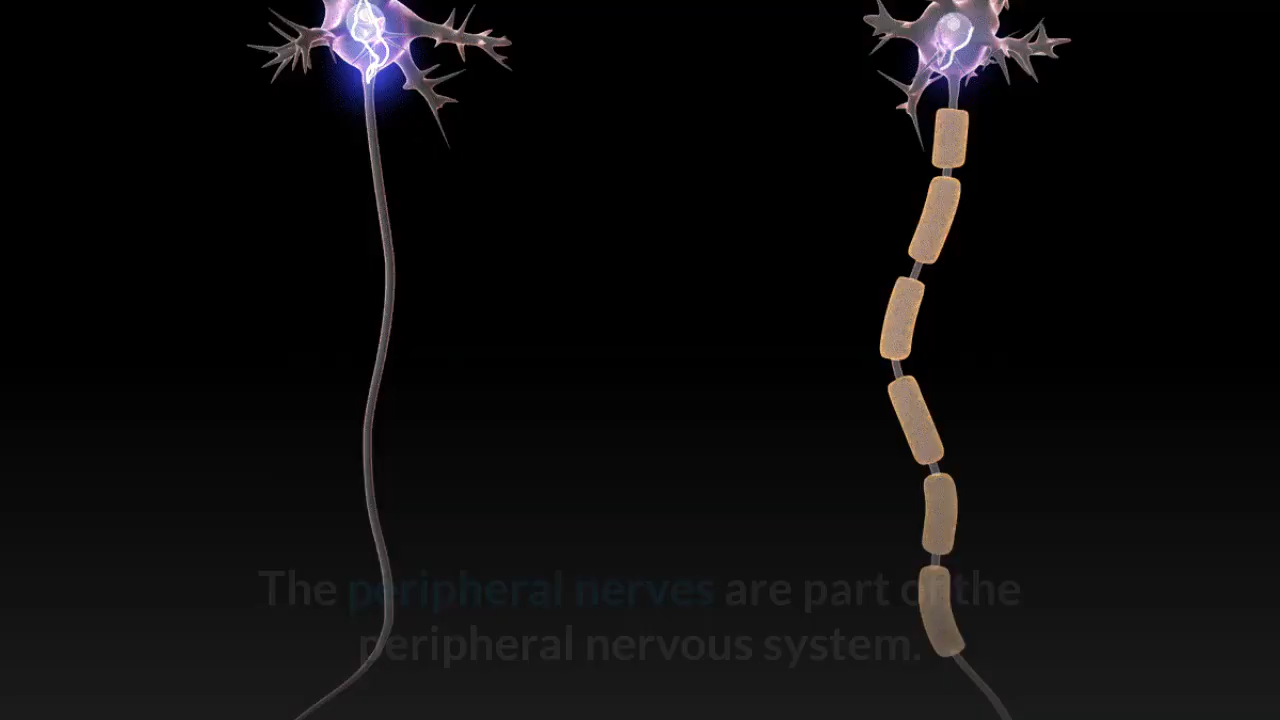 The peripheral nerves are part of the
peripheral nervous system.